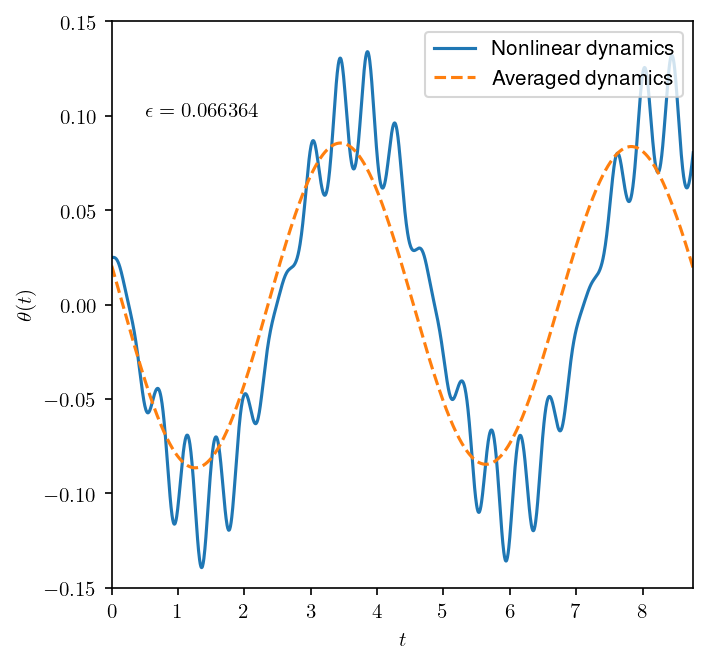 Nonlinear dynamics
Averaged dynamics
ϵ = 0.066364
0.15
0.10
0.05
0.00
−0.05
−0.10
−0.15
θ(t)
0 1 2 3 4 5 6 7 8
t